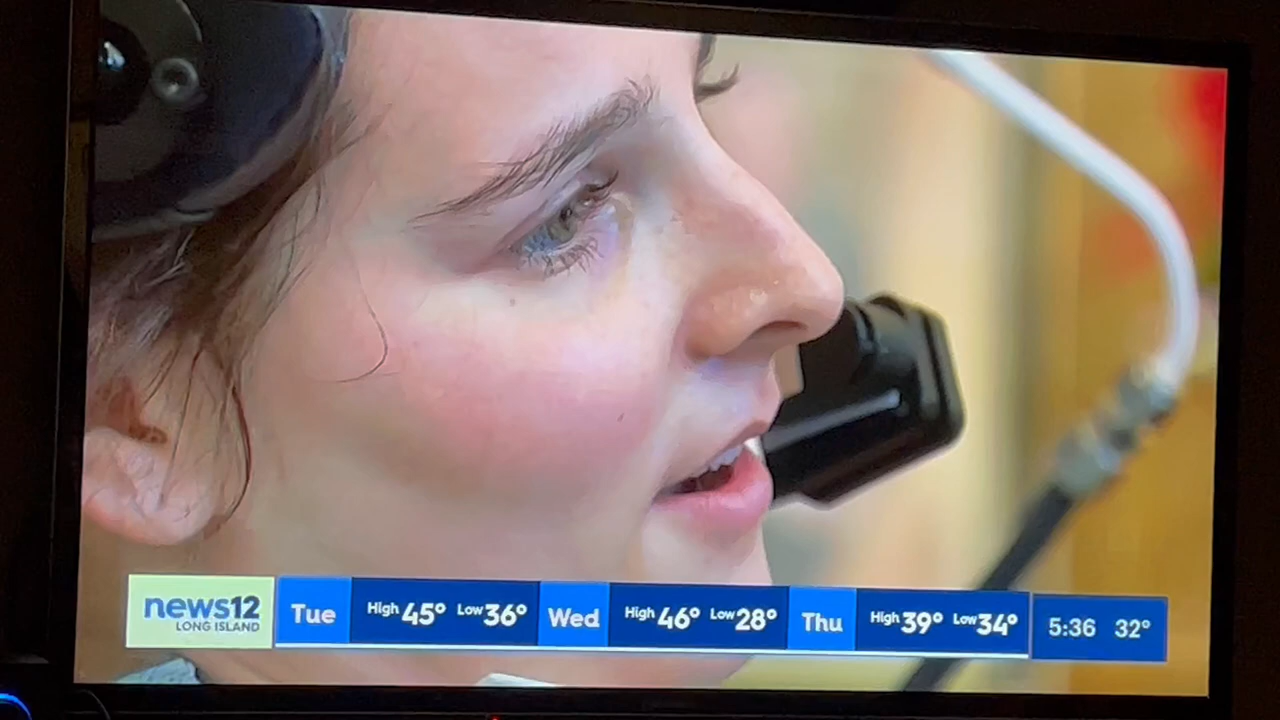 news12
LONG ISLAND
Tue
High 45° Low 36°
Wed
High 46° Low 28°
Thu
High 39° Low 34°
5:36 32°